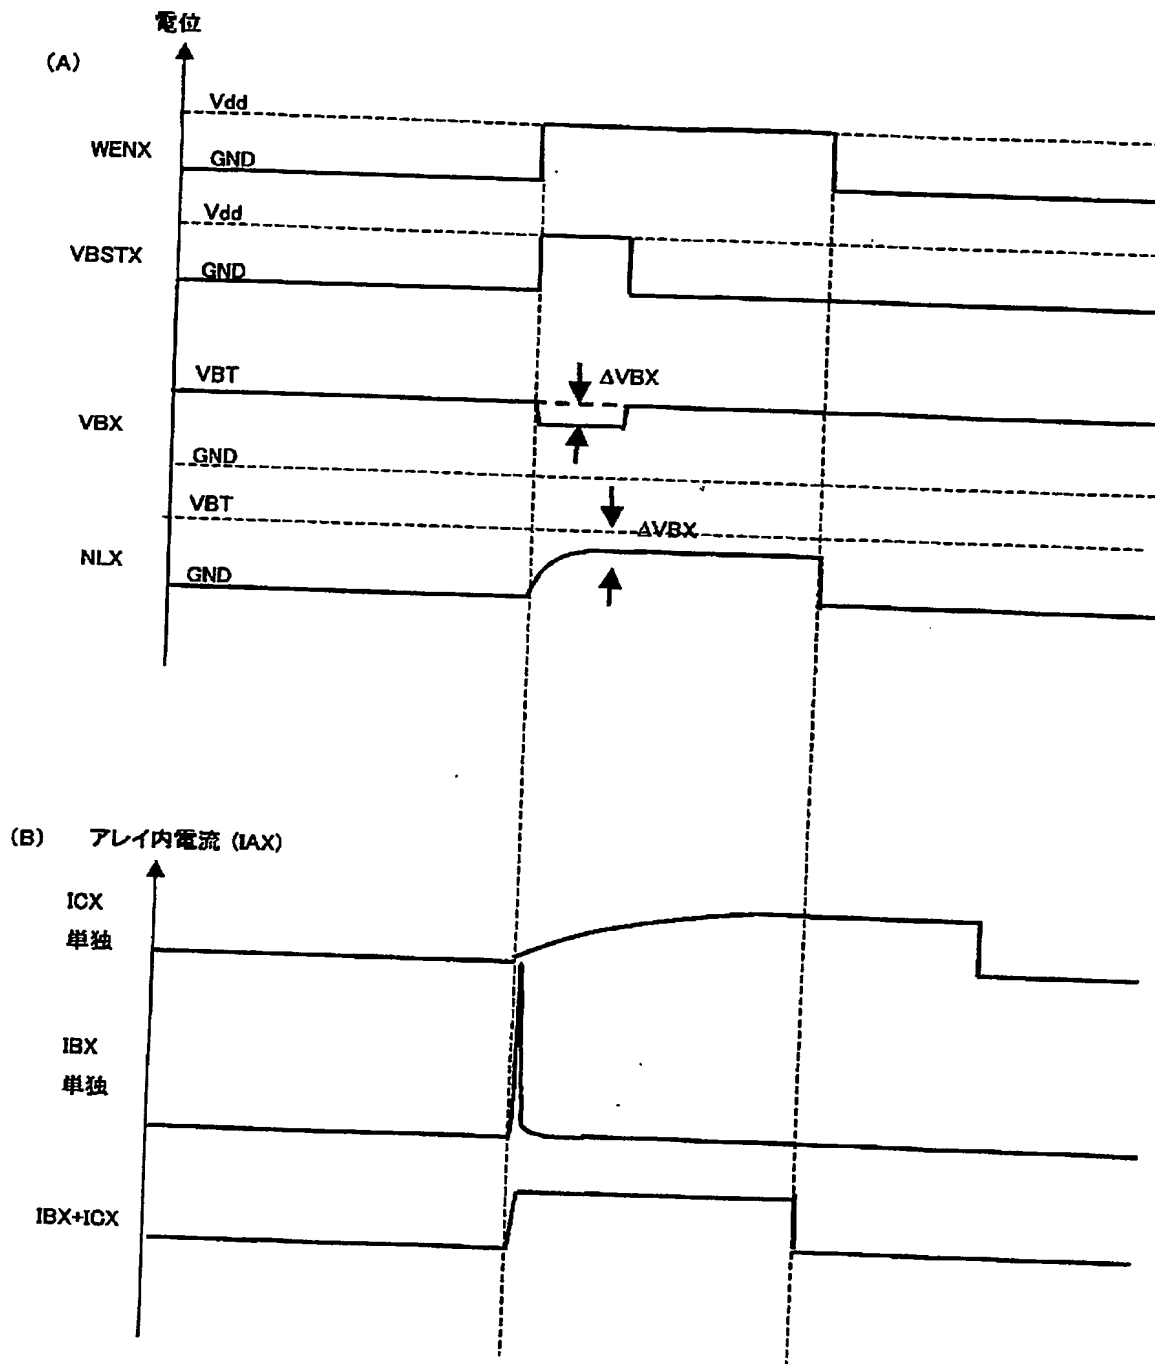 電位
(A)
Vdd
WENX
GND
Vdd
VBSTX
GND
VBT
ΔVBX
VBX
GND
VBT
ΔVBX
NLX
GND
(B) アレイ内電流 (IAX)
ICX
単独
IBX
単独
IBX+ICX